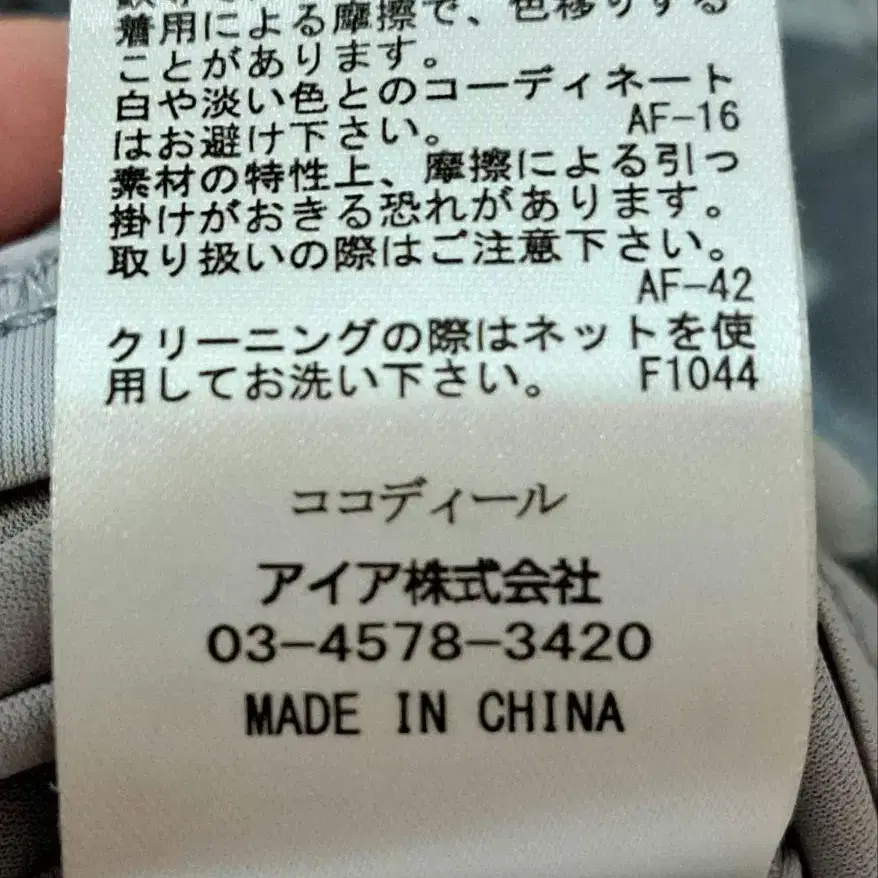 着用による摩擦で、色移りする
ことがあります。
白や淡い色とのコーディネート
はお避け下さい。 AF-16
素材の特性上、摩擦による引っ
掛けがおきる恐れがあります。
取り扱いの際はご注意下さい。
AF-42
クリーニングの際はネットを使
用してお洗い下さい。 F1044
ココディール
アイア株式会社
03-4578-3420
MADE IN CHINA